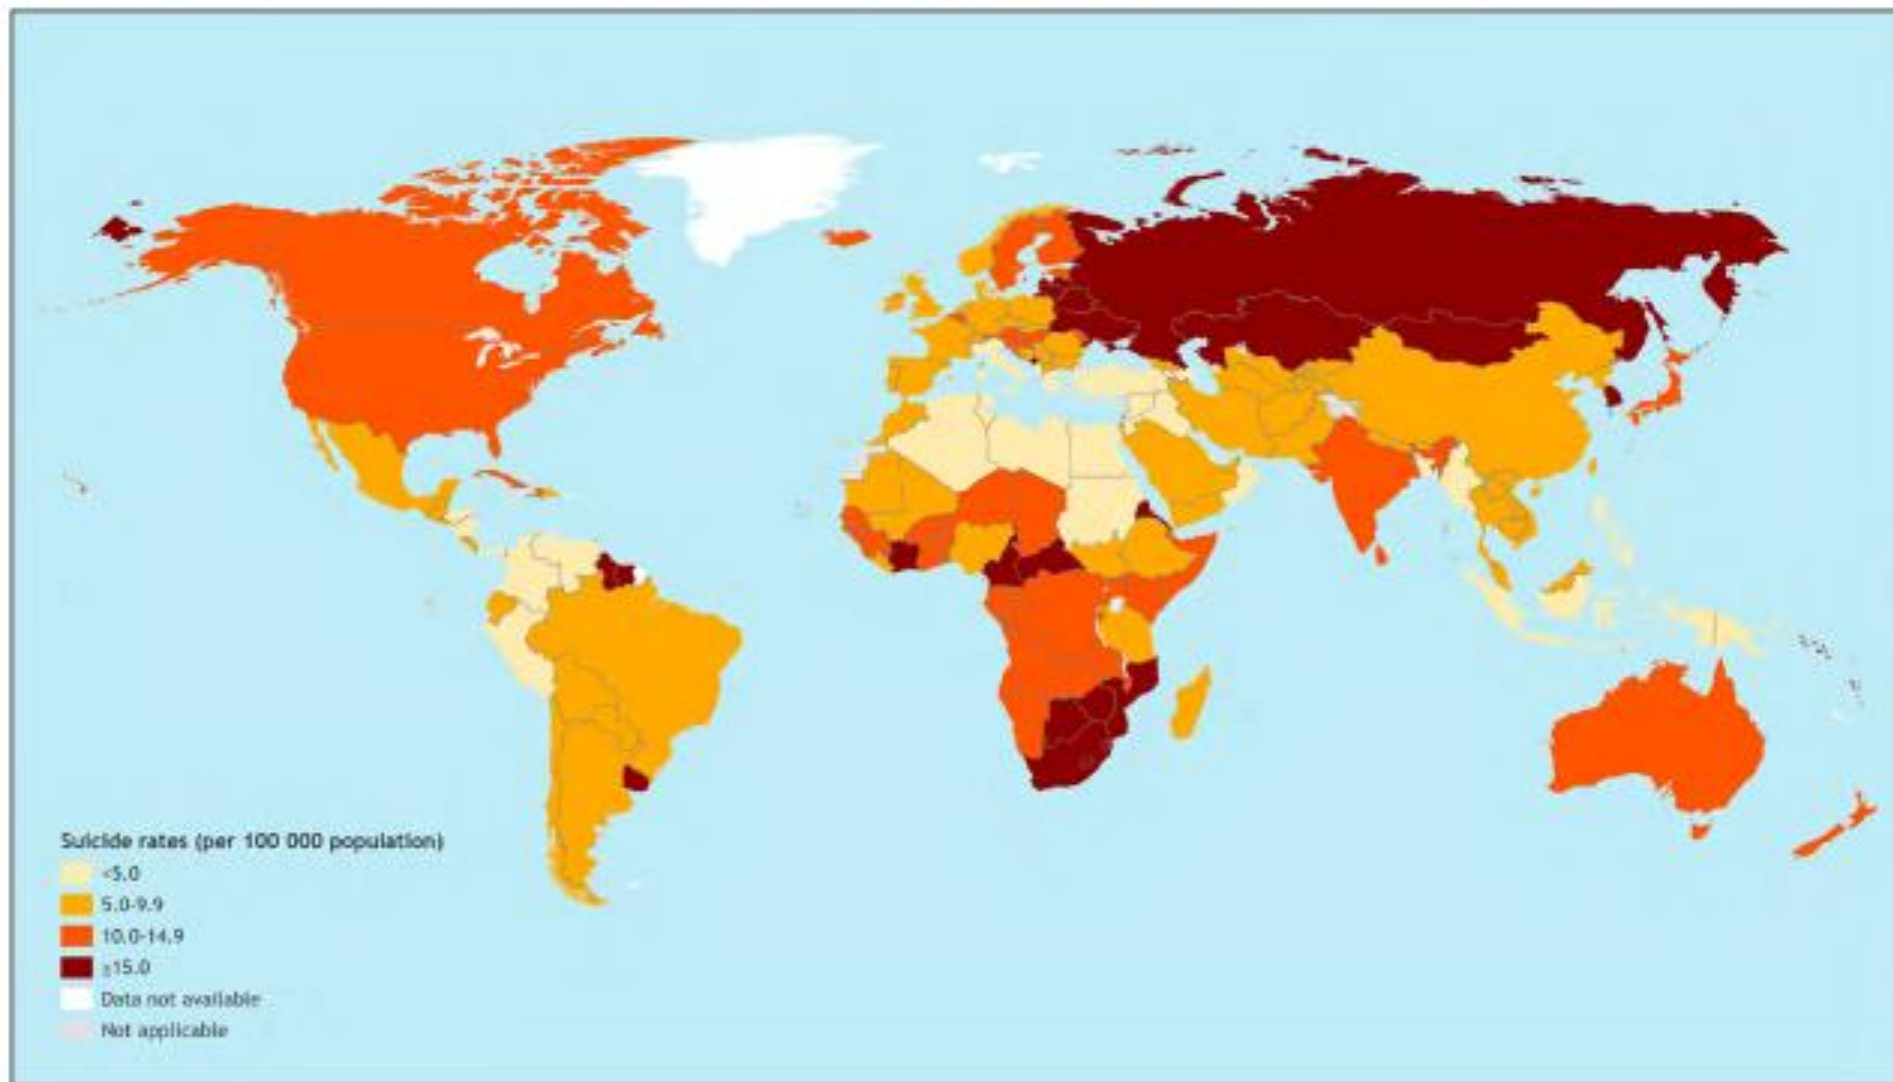 Suicide rates (per 100 000 population)
<5.0
5.0-9.9
10.0-14.9
≥15.0
Data not available
Not applicable